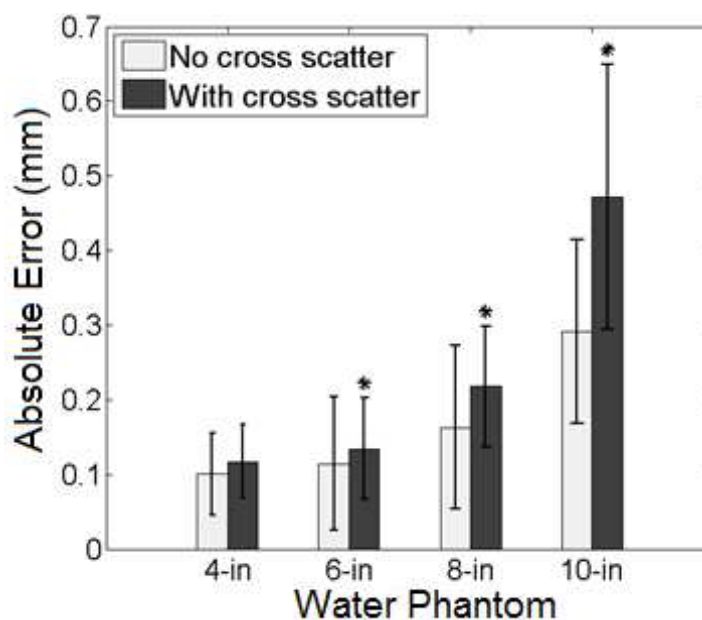 0.7
No cross scatter
With cross scatter
0.6
0.5
0.4
0.3
0.2
0.1
0
Absolute Error (mm)
*
*
*
4-in 6-in 8-in 10-in
Water Phantom